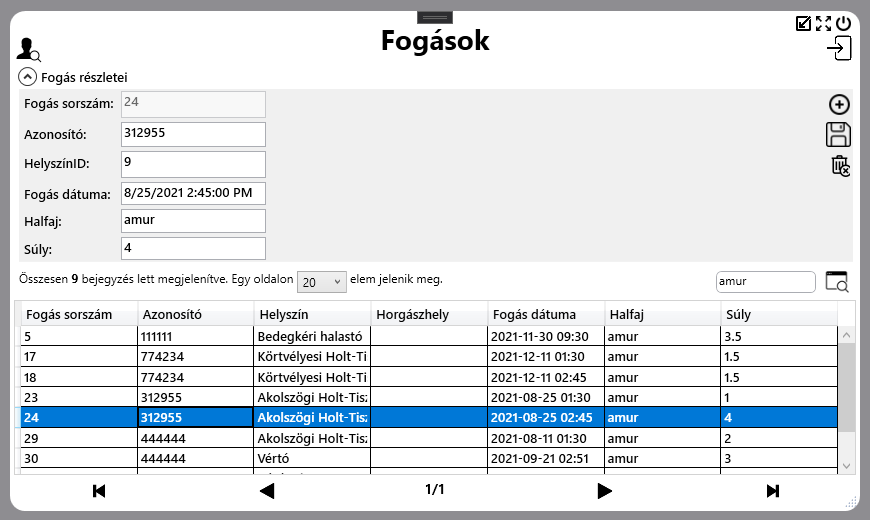 Fogások
Fogás részletei
Fogás sorszám: 24
Azonosító: 312955
HelyszínID: 9
Fogás dátuma: 8/25/2021 2:45:00 PM
Halfaj: amur
Súly: 4
Összesen 9 bejegyzés lett megjelenítve. Egy oldalon 20 elem jelenik meg. amur
Fogás sorszám Azonosító Helyszín Horgászhely Fogás dátuma Halfaj Súly
5 111111 Bedegkéri halastó 2021-11-30 09:30 amur 3.5
17 774234 Körtvélyesi Holt-Ti 2021-12-11 01:30 amur 1.5
18 774234 Körtvélyesi Holt-Ti 2021-12-11 02:45 amur 1.5
23 312955 Akolszögi Holt-Tis 2021-08-25 01:30 amur 1
24 312955 Akolszögi Holt-Tis 2021-08-25 02:45 amur 4
29 444444 Akolszögi Holt-Tis 2021-08-11 01:30 amur 2
30 444444 Vértó 2021-09-21 02:51 amur 3
1/1